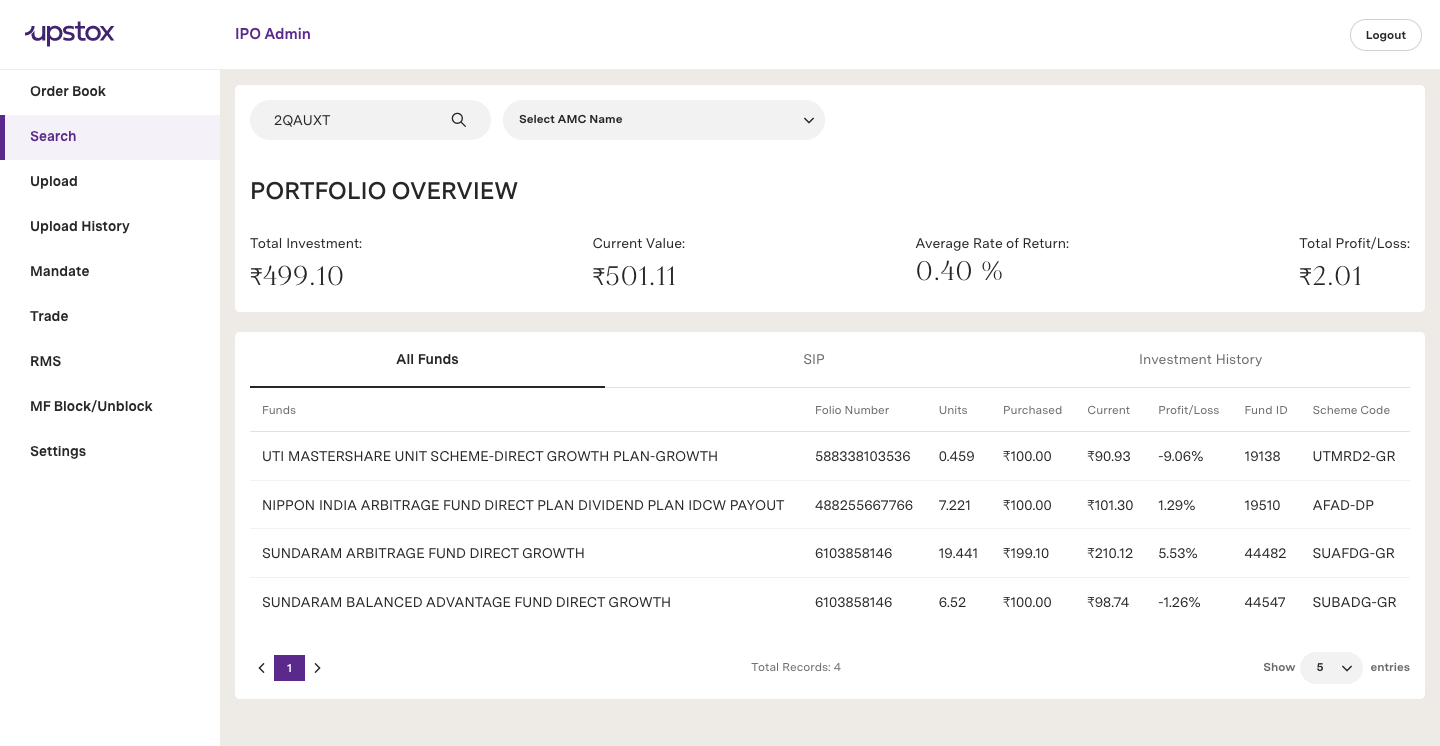 upstox
IPO Admin
Logout
Order Book
Search
Upload
Upload History
Mandate
Trade
RMS
MF Block/Unblock
Settings
2QAUXT
Select AMC Name
PORTFOLIO OVERVIEW
Total Investment: Current Value: Average Rate of Return: Total Profit/Loss:
₹499.10 ₹501.11 0.40 % ₹2.01
All Funds SIP Investment History
Funds Folio Number Units Purchased Current Profit/Loss Fund ID Scheme Code
UTI MASTERSHARE UNIT SCHEME-DIRECT GROWTH PLAN-GROWTH 588338103536 0.459 ₹100.00 ₹90.93 -9.06% 19138 UTMRD2-GR
NIPPON INDIA ARBITRAGE FUND DIRECT PLAN DIVIDEND PLAN IDCW PAYOUT 488255667766 7.221 ₹100.00 ₹101.30 1.29% 19510 AFAD-DP
SUNDARAM ARBITRAGE FUND DIRECT GROWTH 6103858146 19.441 ₹199.10 ₹210.12 5.53% 44482 SUAFDG-GR
SUNDARAM BALANCED ADVANTAGE FUND DIRECT GROWTH 6103858146 6.52 ₹100.00 ₹98.74 -1.26% 44547 SUBADG-GR
1 Total Records: 4 Show 5 entries